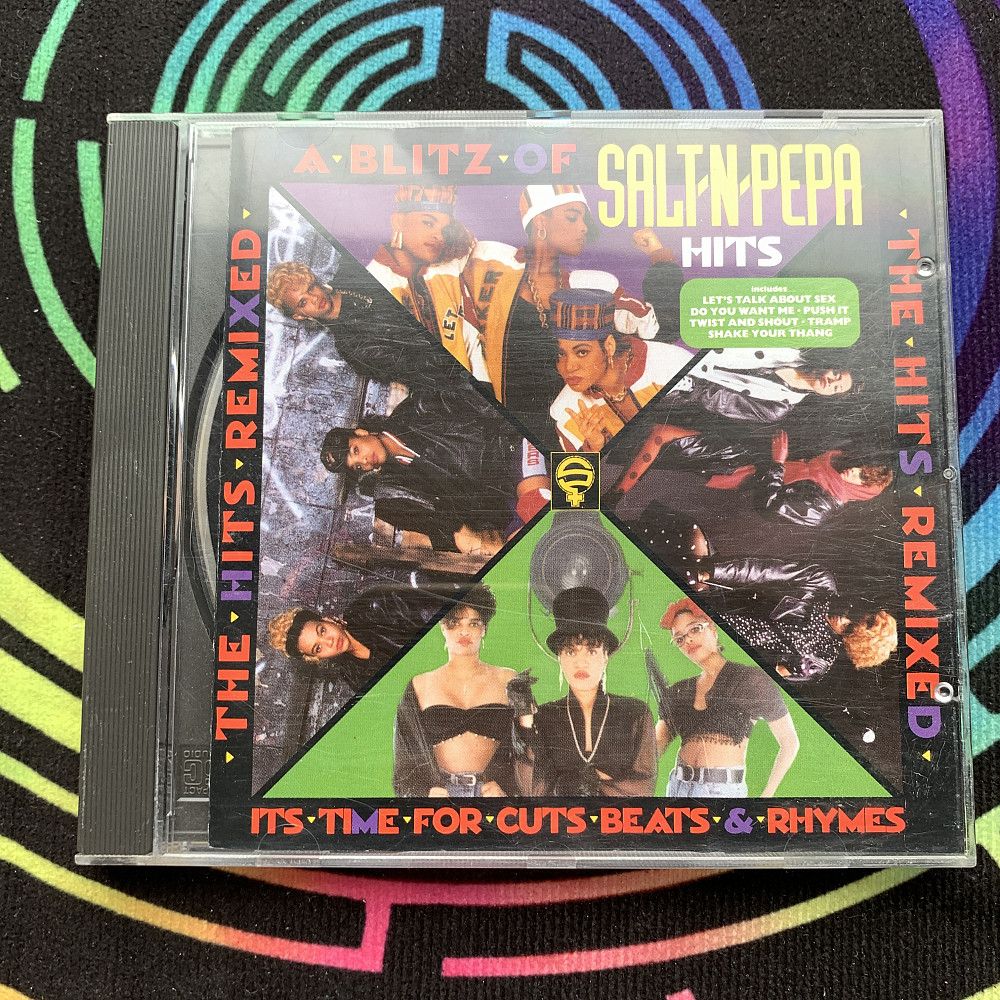 A·BLITZ·OF
SALT-N-PEPA
HITS
includes
LET'S TALK ABOUT SEX
DO YOU WANT ME · PUSH IT
TWIST AND SHOUT · TRAMP
SHAKE YOUR THANG
·THE·HITS·REMIXED·
·THE·HITS·REMIXED·
ITS·TIME·FOR·CUTS·BEATS·&·RHYMES